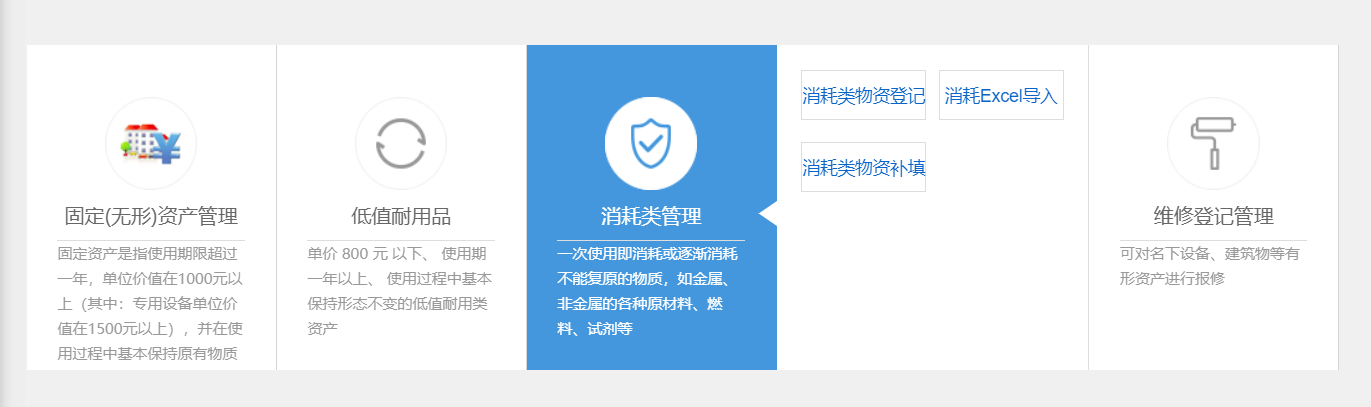 固定(无形)资产管理
固定资产是指使用期限超过
一年，单位价值在1000元以
上（其中：专用设备单位价
值在1500元以上），并在使
用过程中基本保持原有物质
低值耐用品
单价 800 元 以下、 使用期
一年以上、 使用过程中基本
保持形态不变的低值耐用类
资产
消耗类管理
一次使用即消耗或逐渐消耗
不能复原的物质，如金属、
非金属的各种原材料、燃
料、试剂等
消耗类物资登记
消耗Excel导入
消耗类物资补填
维修登记管理
可对名下设备、建筑物等有
形资产进行报修